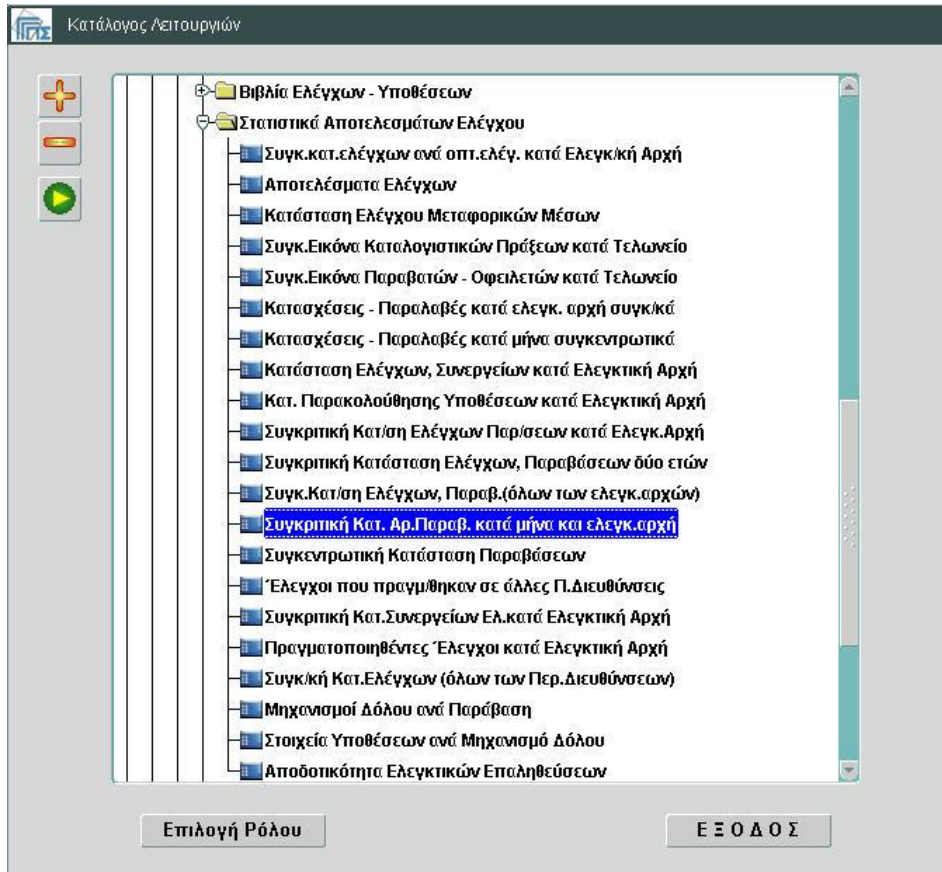 ΓΓΠΣ
Κατάλογος Λειτουργιών
Βιβλία Ελέγχων - Υποθέσεων
Στατιστικά Αποτελεσμάτων Ελέγχου
Συγκ.κατ.ελέγχων ανά οπτ.ελέγ. κατά Ελεγκ/κή Αρχή
Αποτελέσματα Ελέγχων
Κατάσταση Ελέγχου Μεταφορικών Μέσων
Συγκ.Εικόνα Καταλογιστικών Πράξεων κατά Τελωνείο
Συγκ.Εικόνα Παραβατών - Οφειλετών κατά Τελωνείο
Κατασχέσεις - Παραλαβές κατά ελεγκ. αρχή συγκ/κά
Κατασχέσεις - Παραλαβές κατά μήνα συγκεντρωτικά
Κατάσταση Ελέγχων, Συνεργείων κατά Ελεγκτική Αρχή
Κατ. Παρακολούθησης Υποθέσεων κατά Ελεγκτική Αρχή
Συγκριτική Κατ/ση Ελέγχων Παρ/σεων κατά Ελεγκ.Αρχή
Συγκριτική Κατάσταση Ελέγχων, Παραβάσεων δύο ετών
Συγκ.Κατ/ση Ελέγχων, Παραβ.(όλων των ελεγκ.αρχών)
Συγκριτική Κατ. Αρ.Παραβ. κατά μήνα και ελεγκ.αρχή
Συγκεντρωτική Κατάσταση Παραβάσεων
Έλεγχοι που πραγμ/θηκαν σε άλλες Π.Διευθύνσεις
Συγκριτική Κατ.Συνεργείων Ελ.κατά Ελεγκτική Αρχή
Πραγματοποιηθέντες Έλεγχοι κατά Ελεγκτική Αρχή
Συγκ/κή Κατ.Ελέγχων (όλων των Περ.Διευθύνσεων)
Μηχανισμοί Δόλου ανά Παράβαση
Στοιχεία Υποθέσεων ανά Μηχανισμό Δόλου
Αποδοτικότητα Ελεγκτικών Επαληθεύσεων
Επιλογή Ρόλου
ΕΞΟΔΟΣ